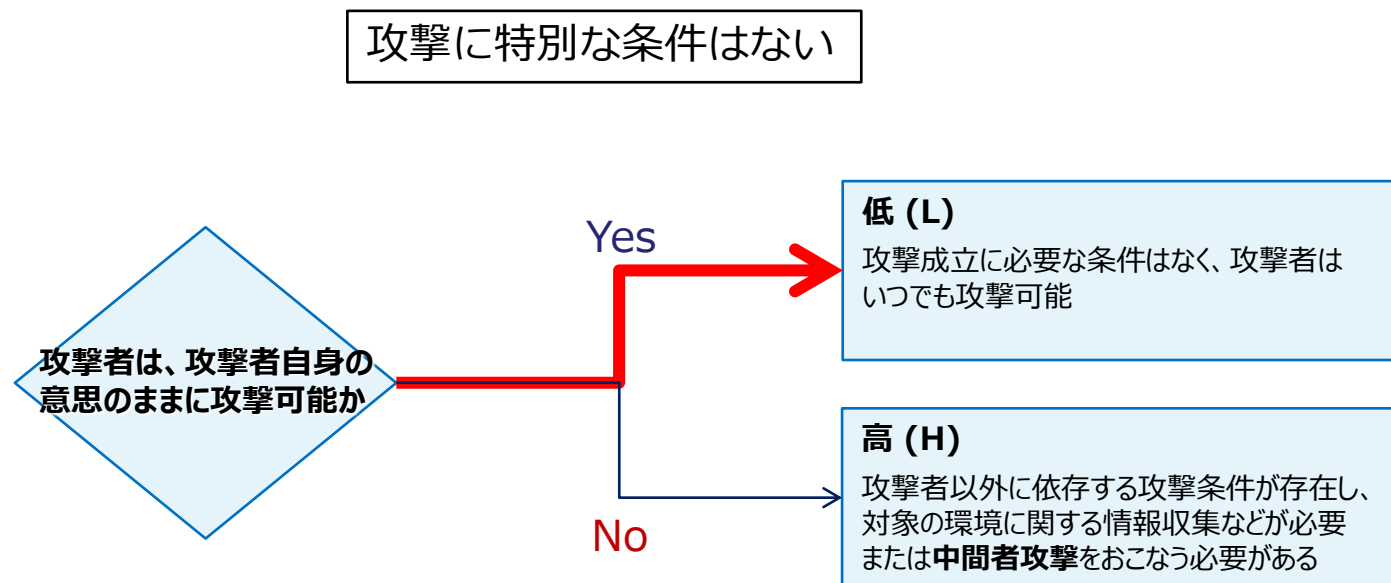 攻撃に特別な条件はない
Yes
低 (L)
攻撃成立に必要な条件はなく、攻撃者は
いつでも攻撃可能
攻撃者は、攻撃者自身の
意思のままに攻撃可能か
高 (H)
攻撃者以外に依存する攻撃条件が存在し、
対象の環境に関する情報収集などが必要
または中間者攻撃をおこなう必要がある
No